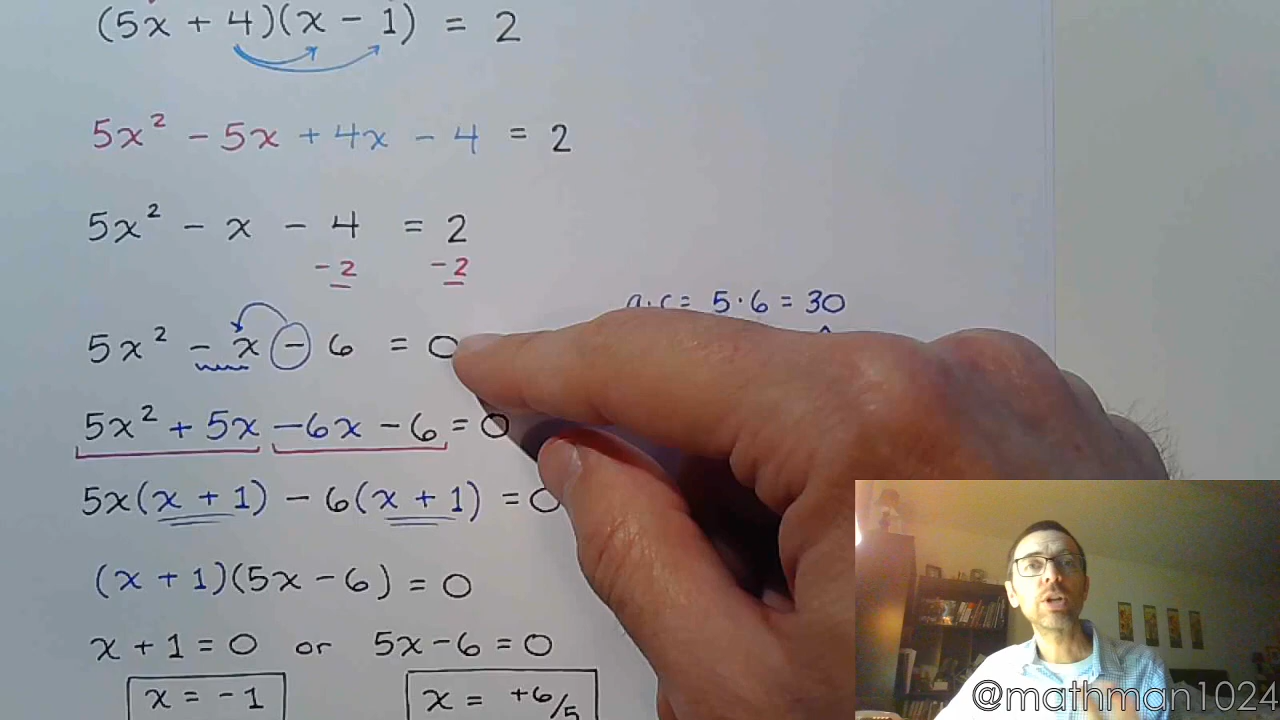 (5x + 4)(x - 1) = 2
5x² - 5x + 4x - 4 = 2
5x² - x - 4 = 2
-2 -2
a·c = 5·6 = 30
5x² - x - 6 = 0
5x² + 5x - 6x - 6 = 0
5x(x + 1) - 6(x + 1) = 0
(x + 1)(5x - 6) = 0
x + 1 = 0 or 5x - 6 = 0
x = -1 x = +6/5
@mathman1024